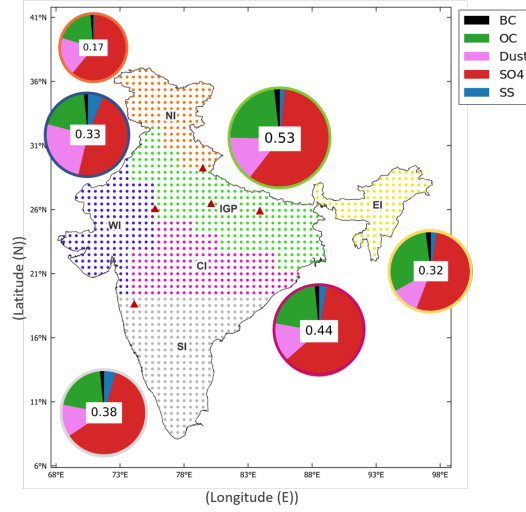 41°N
36°N
31°N
26°N
21°N
16°N
11°N
6°N
(Latitude (N))
68°E 73°E 78°E 83°E 88°E 93°E 98°E
(Longitude (E))
BC
OC
Dust
SO4
SS
0.17
0.33
0.53
0.32
0.44
0.38
NI
IGP
EI
WI
CI
SI